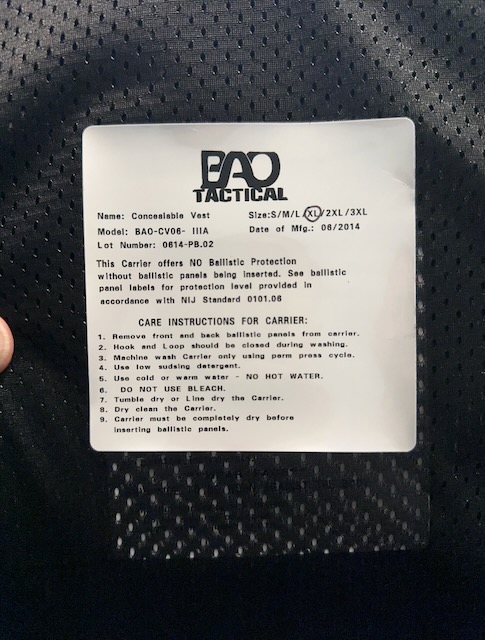 BAO
TACTICAL
Name: Concealable Vest Size:S/M/L/XL/2XL/3XL
Model: BAO-CV06- IIIA Date of Mfg.: 06/2014
Lot Number: 0614-PB.02
This Carrier offers NO Ballistic Protection
without ballistic panels being inserted. See ballistic
panel labels for protection level provided in
accordance with NIJ Standard 0101.06
CARE INSTRUCTIONS FOR CARRIER:
1. Remove front and back ballistic panels from carrier.
2. Hook and Loop should be closed during washing.
3. Machine wash Carrier only using perm press cycle.
4. Use low sudsing detergent.
5. Use cold or warm water - NO HOT WATER.
6. DO NOT USE BLEACH.
7. Tumble dry or Line dry the Carrier.
8. Dry clean the Carrier.
9. Carrier must be completely dry before
inserting ballistic panels.